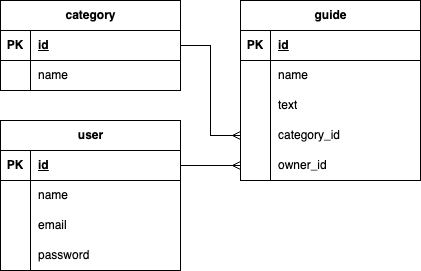 category
PK id
name
guide
PK id
name
text
category_id
owner_id
user
PK id
name
email
password